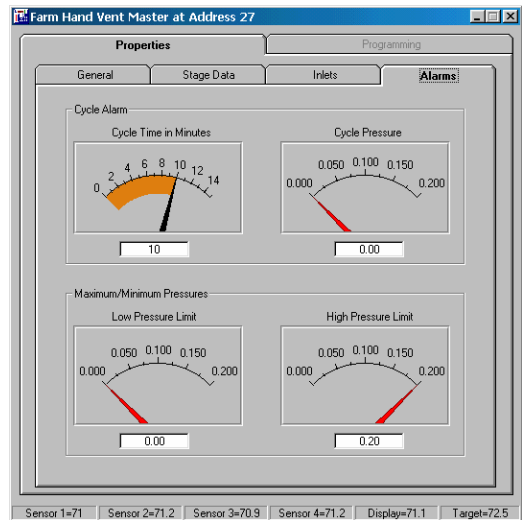 Farm Hand Vent Master at Address 27
Properties Programming
General Stage Data Inlets Alarms
Cycle Alarm
Cycle Time in Minutes Cycle Pressure
0 2 4 6 8 10 12 14
0.000 0.050 0.100 0.150 0.200
10 0.00
Maximum/Minimum Pressures
Low Pressure Limit High Pressure Limit
0.000 0.050 0.100 0.150 0.200
0.000 0.050 0.100 0.150 0.200
0.00 0.20
Sensor 1=71 Sensor 2=71.2 Sensor 3=70.9 Sensor 4=71.2 Display=71.1 Target=72.5